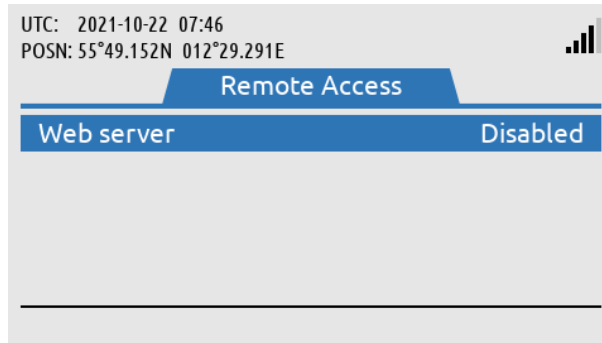 UTC: 2021-10-22 07:46
POSN: 55°49.152N 012°29.291E
Remote Access
Web server Disabled